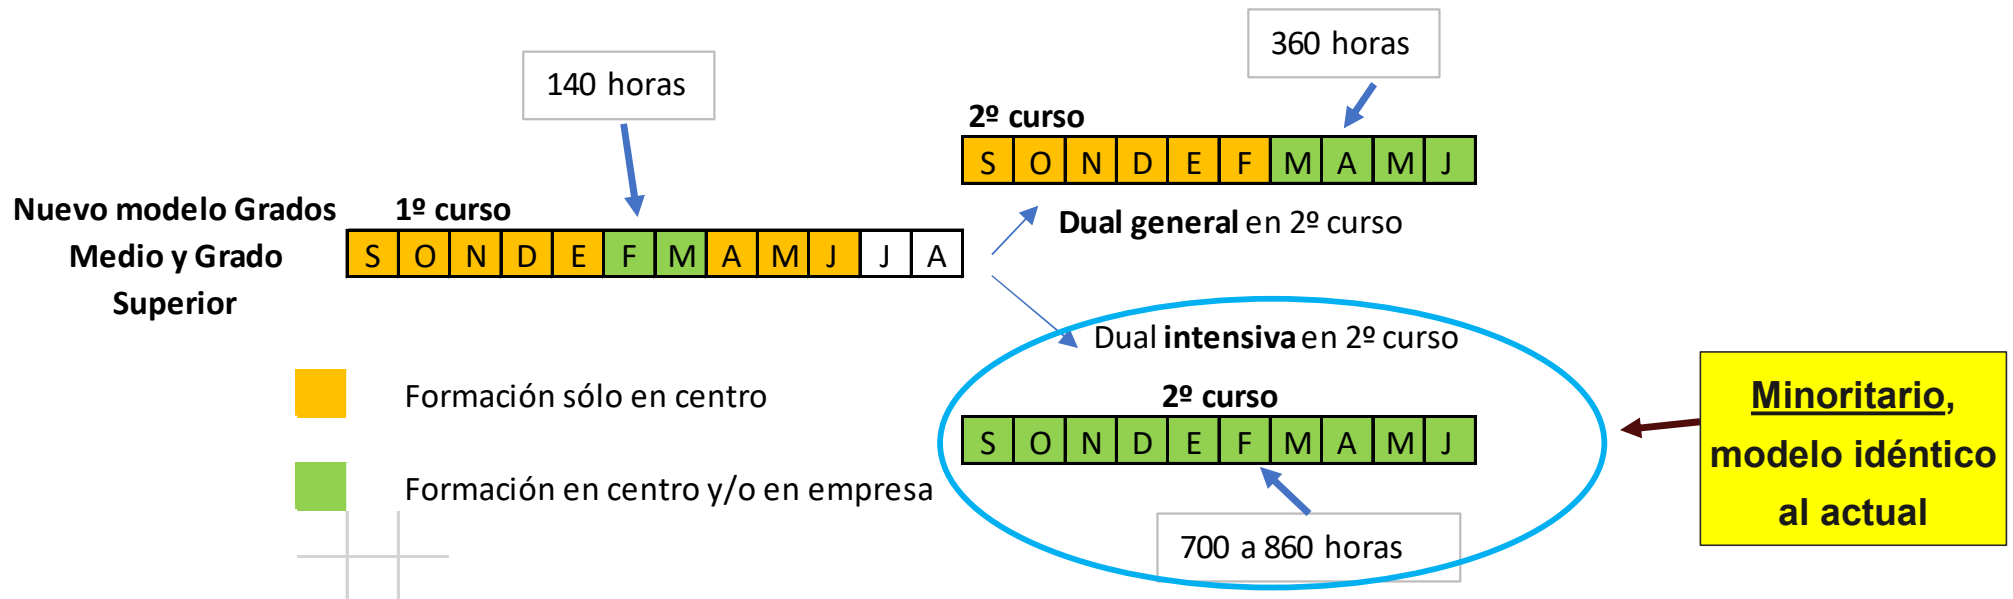 360 horas
140 horas
2º curso
S O N D E F M A M J
Nuevo modelo Grados
Medio y Grado
Superior
1º curso
S O N D E F M A M J J A
Dual general en 2º curso
Dual intensiva en 2º curso
2º curso
S O N D E F M A M J
700 a 860 horas
Formación sólo en centro
Formación en centro y/o en empresa
Minoritario,
modelo idéntico
al actual